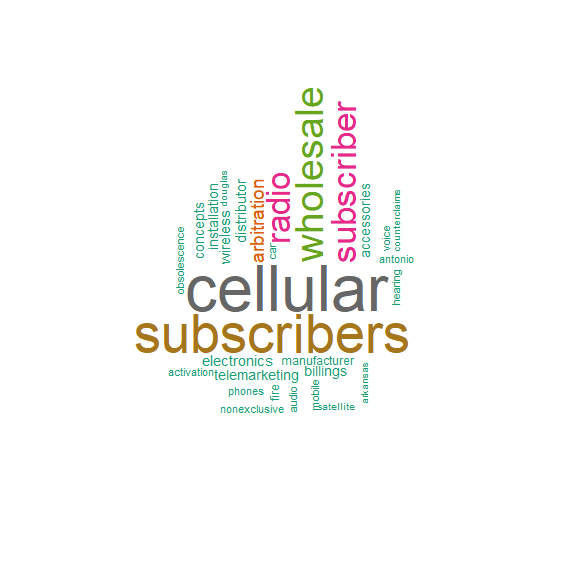 obsolescence
concepts
installation
wireless
douglas
distributor
arbitration
car
radio
wholesale
subscriber
accessories
voice
counterclaims
antonio
hearing
cellular
subscribers
electronics
manufacturer
activation
telemarketing
billings
phones
fire
audio
mobile
arkansas
nonexclusive
satellite